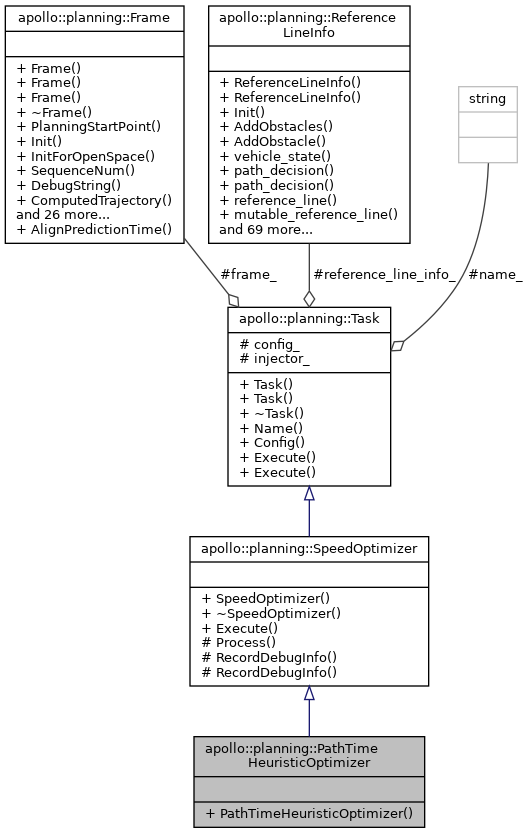 apollo::planning::Frame
+ Frame()
+ Frame()
+ Frame()
+ ~Frame()
+ PlanningStartPoint()
+ Init()
+ InitForOpenSpace()
+ SequenceNum()
+ DebugString()
+ ComputedTrajectory()
and 26 more...
+ AlignPredictionTime()
apollo::planning::Reference
LineInfo
+ ReferenceLineInfo()
+ ReferenceLineInfo()
+ Init()
+ AddObstacles()
+ AddObstacle()
+ vehicle_state()
+ path_decision()
+ path_decision()
+ reference_line()
+ mutable_reference_line()
and 69 more...
string
#frame_
#reference_line_info_
#name_
apollo::planning::Task
# config_
# injector_
+ Task()
+ Task()
+ ~Task()
+ Name()
+ Config()
+ Execute()
+ Execute()
apollo::planning::SpeedOptimizer
+ SpeedOptimizer()
+ ~SpeedOptimizer()
+ Execute()
# Process()
# RecordDebugInfo()
# RecordDebugInfo()
apollo::planning::PathTime
HeuristicOptimizer
+ PathTimeHeuristicOptimizer()